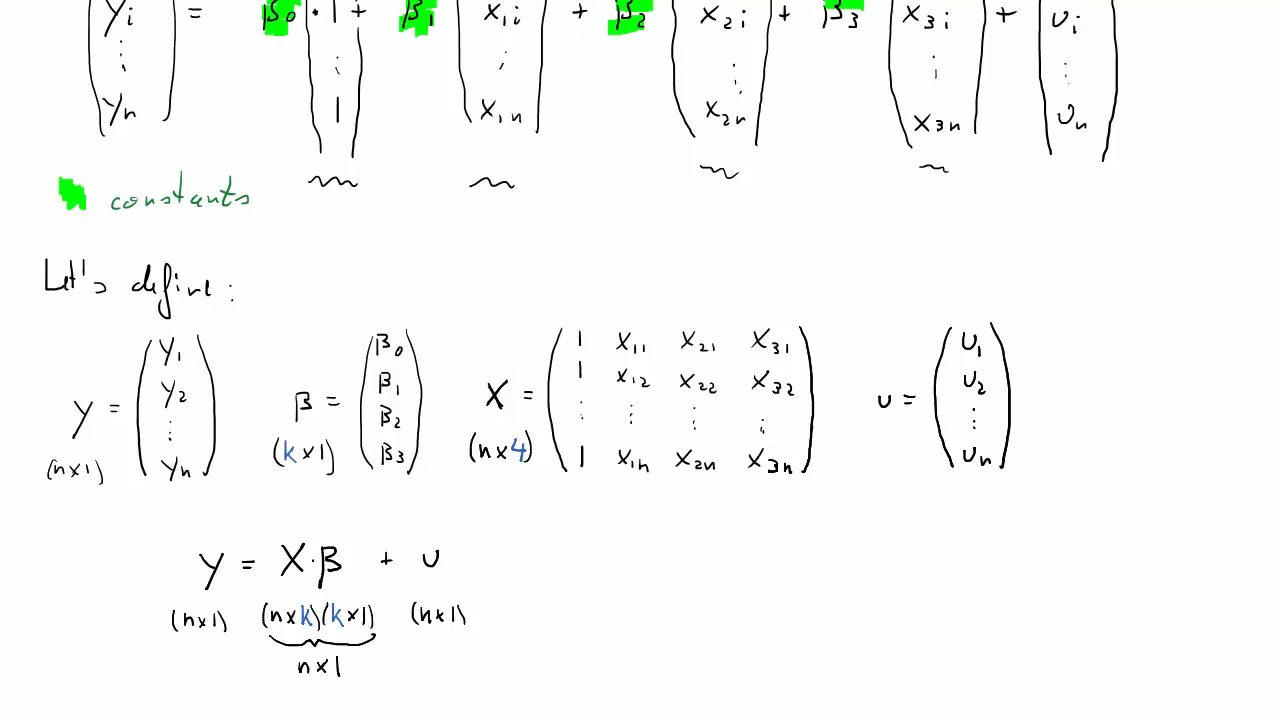 yi = β0 · 1 + β1 x1i + β2 x2i + β3 x3i + ui
⋮ ⋮ ⋮ ⋮ ⋮ ⋮
yn 1 x1n x2n x3n un
constants
Let's define:
y1 β0 1 x11 x21 x31 u1
y2 β1 1 x12 x22 x32 u2
y = ⋮ β = β2 X = ⋮ ⋮ ⋮ ⋮ u = ⋮
(n×1) yn (k×1) β3 (n×4) 1 x1n x2n x3n un
y = X·β + u
(n×1) (n×k)(k×1) (n×1)
n×1